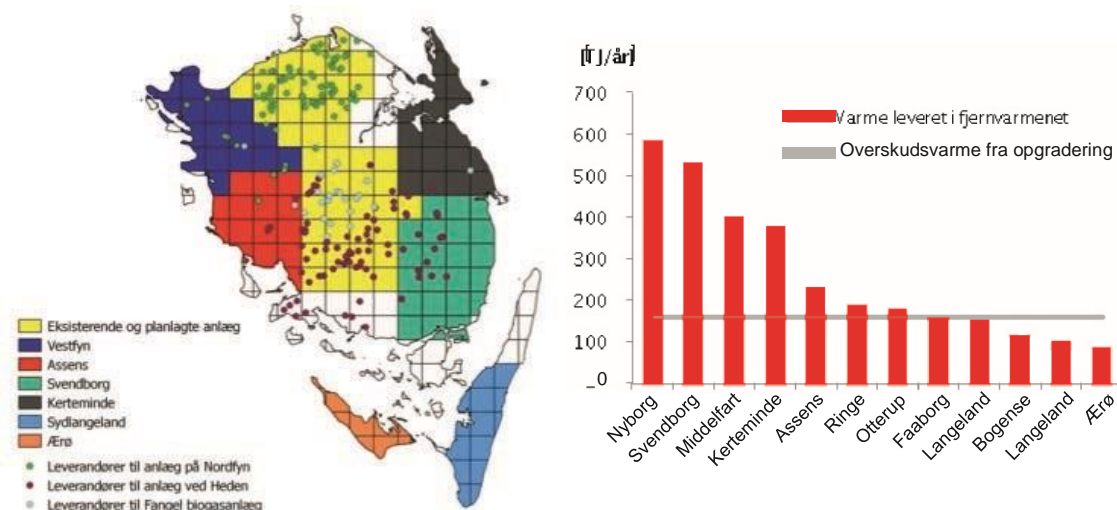 Eksisterende og planlagte anlæg
Vestfyn
Assens
Svendborg
Kerteminde
Sydlangeland
Ærø
Leverandører til anlæg på Nordfyn
Leverandører til anlæg ved Heden
Leverandører til Fangel biogasanlæg
[TJ/år]
700
600
500
400
300
200
100
0
Varme leveret i fjernvarmenet
Overskudsvarme fra opgradering
Nyborg
Svendborg
Middelfart
Kerteminde
Assens
Ringe
Otterup
Faaborg
Langeland
Bogense
Langeland
Ærø